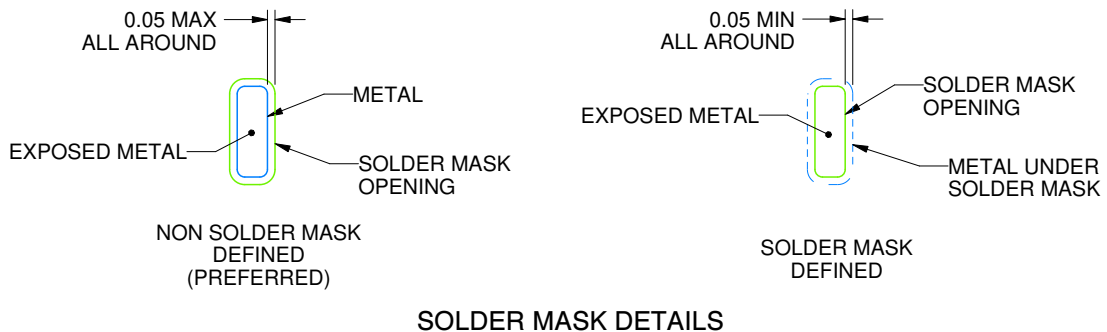 0.05 MAX
ALL AROUND
METAL
EXPOSED METAL
SOLDER MASK
OPENING
NON SOLDER MASK
DEFINED
(PREFERRED)
0.05 MIN
ALL AROUND
SOLDER MASK
OPENING
EXPOSED METAL
METAL UNDER
SOLDER MASK
SOLDER MASK
DEFINED
SOLDER MASK DETAILS